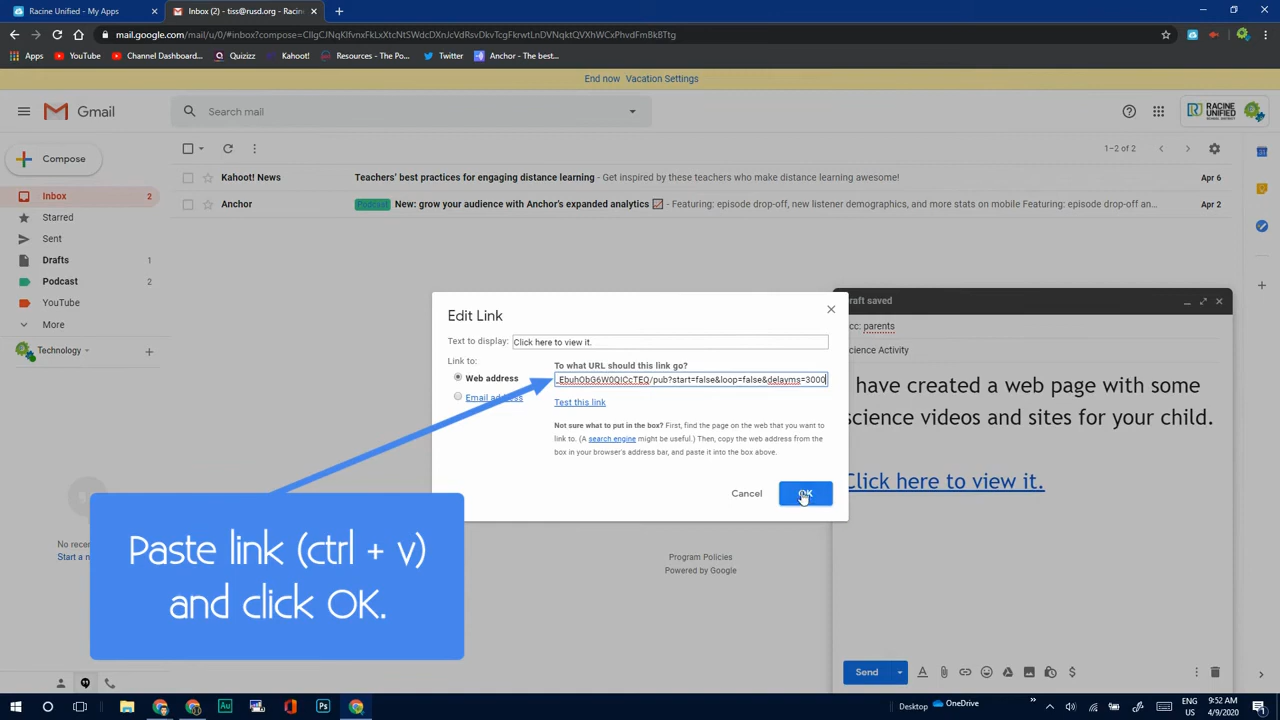 Racine Unified - My Apps
Inbox (2) - tiss@rusd.org - Racine
mail.google.com/mail/u/0/#inbox?compose=CllgCJNqKlfvnxFkLxXtcNtSWdcDXnJcVdRswwtDvcTcgFkrwtLnDVNqktQVXhWCxPhvdFmBkBTtg
Apps
YouTube
Channel Dashboard...
Quizizz
Kahoot!
Resources - The Po...
Twitter
Anchor - The best...
End now Vacation Settings
Gmail
Search mail
RACINE
UNIFIED
Compose
1–2 of 2
Inbox 2
Kahoot! News Teachers' best practices for engaging distance learning - Get inspired by these teachers who make distance learning awesome! Apr 6
Starred
Anchor Podcast New: grow your audience with Anchor's expanded analytics - Featuring: episode drop-off, new listener demographics, and more stats on mobile Featuring: episode drop-off an... Apr 2
Sent
Drafts 1
Podcast 2
YouTube
More
Technology
No rece
Start a n
Edit Link
Text to display: Click here to view it.
Link to:
To what URL should this link go?
Web address
_EbuhObG6W0QICcTEQ/pub?start=false&loop=false&delayms=3000
Email address
Test this link
Not sure what to put in the box? First, find the page on the web that you want to
link to. (A search engine might be useful.) Then, copy the web address from the
box in your browser's address bar, and paste it into the box above.
Cancel
OK
raft saved
cc: parents
cience Activity
have created a web page with some
science videos and sites for your child.
Click here to view it.
Program Policies
Powered by Google
Send
Paste link (ctrl + v)
and click OK.
Desktop
OneDrive
ENG
US
9:52 AM
4/9/2020